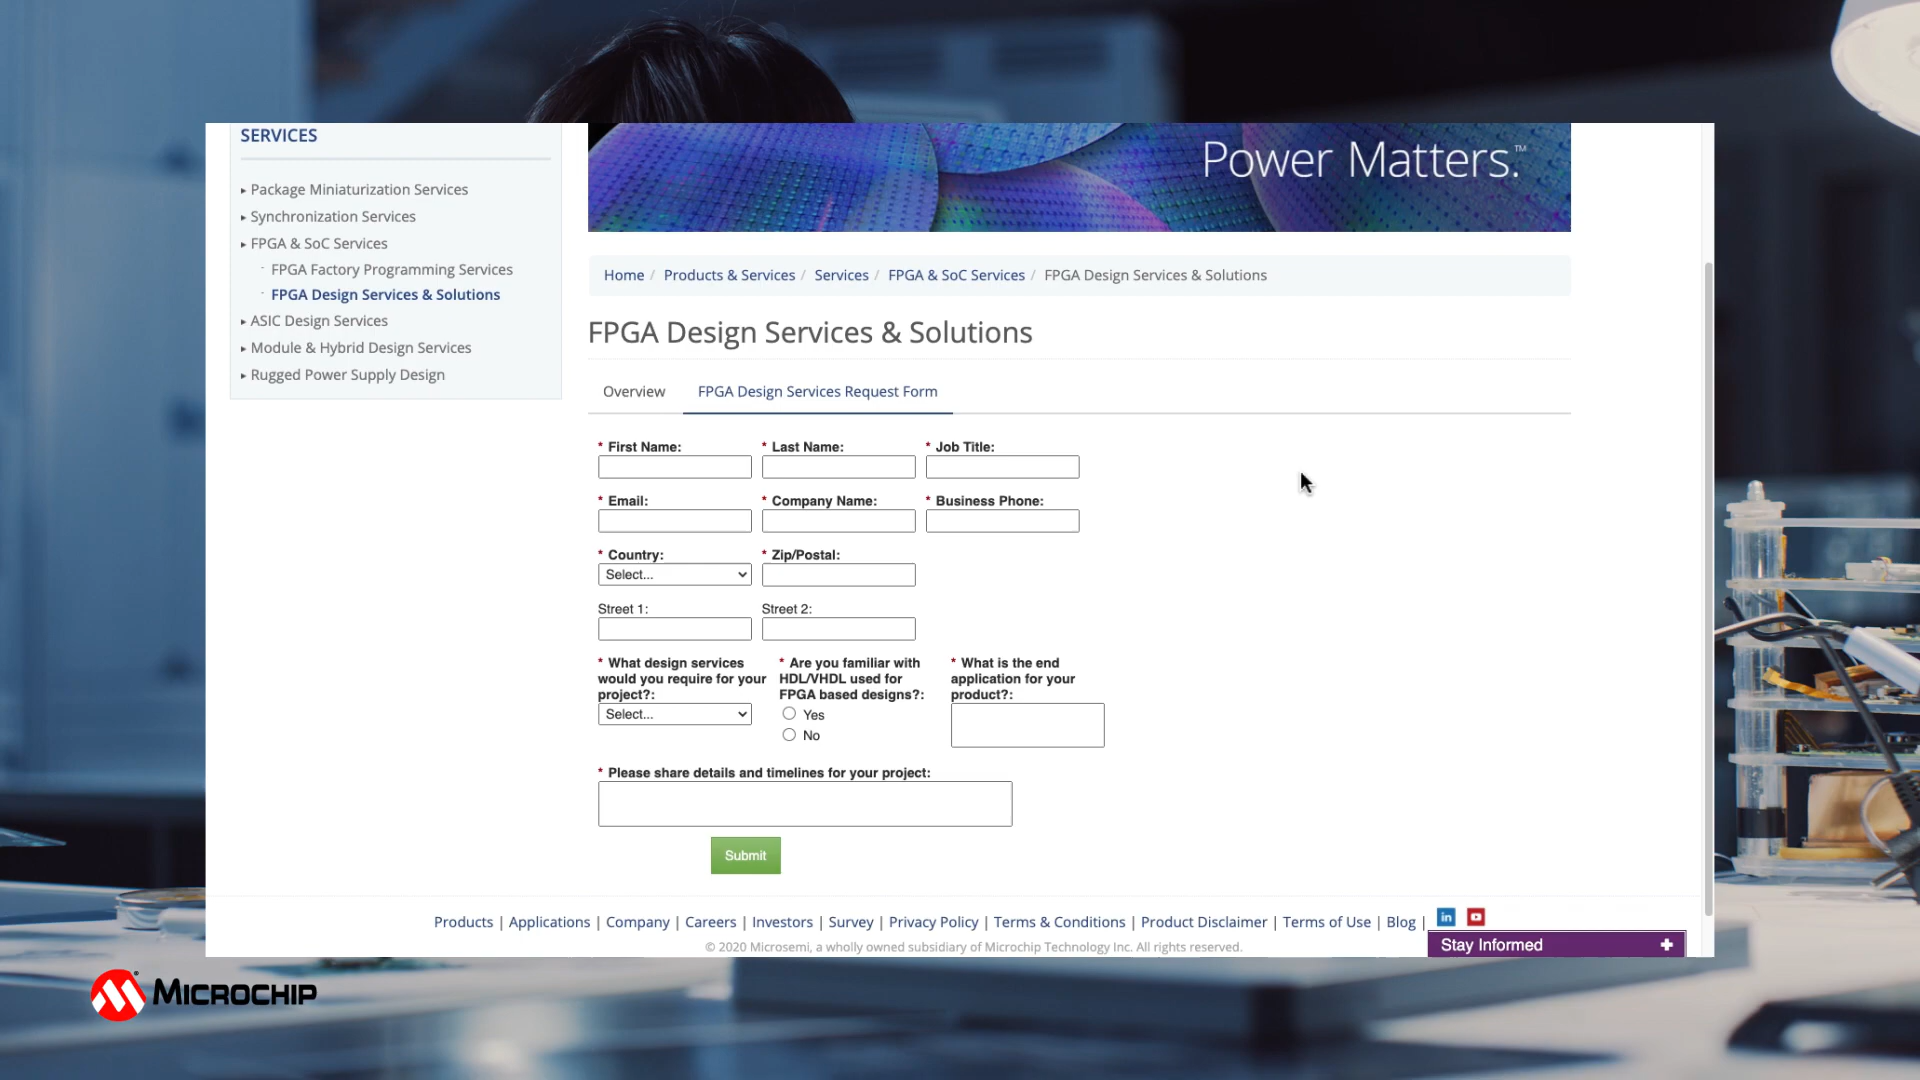 SERVICES
Package Miniaturization Services
Synchronization Services
FPGA & SoC Services
FPGA Factory Programming Services
FPGA Design Services & Solutions
ASIC Design Services
Module & Hybrid Design Services
Rugged Power Supply Design
Power Matters.™
Home / Products & Services / Services / FPGA & SoC Services / FPGA Design Services & Solutions
FPGA Design Services & Solutions
Overview FPGA Design Services Request Form
* First Name: * Last Name: * Job Title:
* Email: * Company Name: * Business Phone:
* Country: * Zip/Postal:
Select...
Street 1: Street 2:
* What design services would you require for your project?:
Select...
* Are you familiar with HDL/VHDL used for FPGA based designs?:
Yes
No
* What is the end application for your product?:
* Please share details and timelines for your project:
Submit
Products | Applications | Company | Careers | Investors | Survey | Privacy Policy | Terms & Conditions | Product Disclaimer | Terms of Use | Blog |
in
© 2020 Microsemi, a wholly owned subsidiary of Microchip Technology Inc. All rights reserved.
Stay Informed +
MICROCHIP